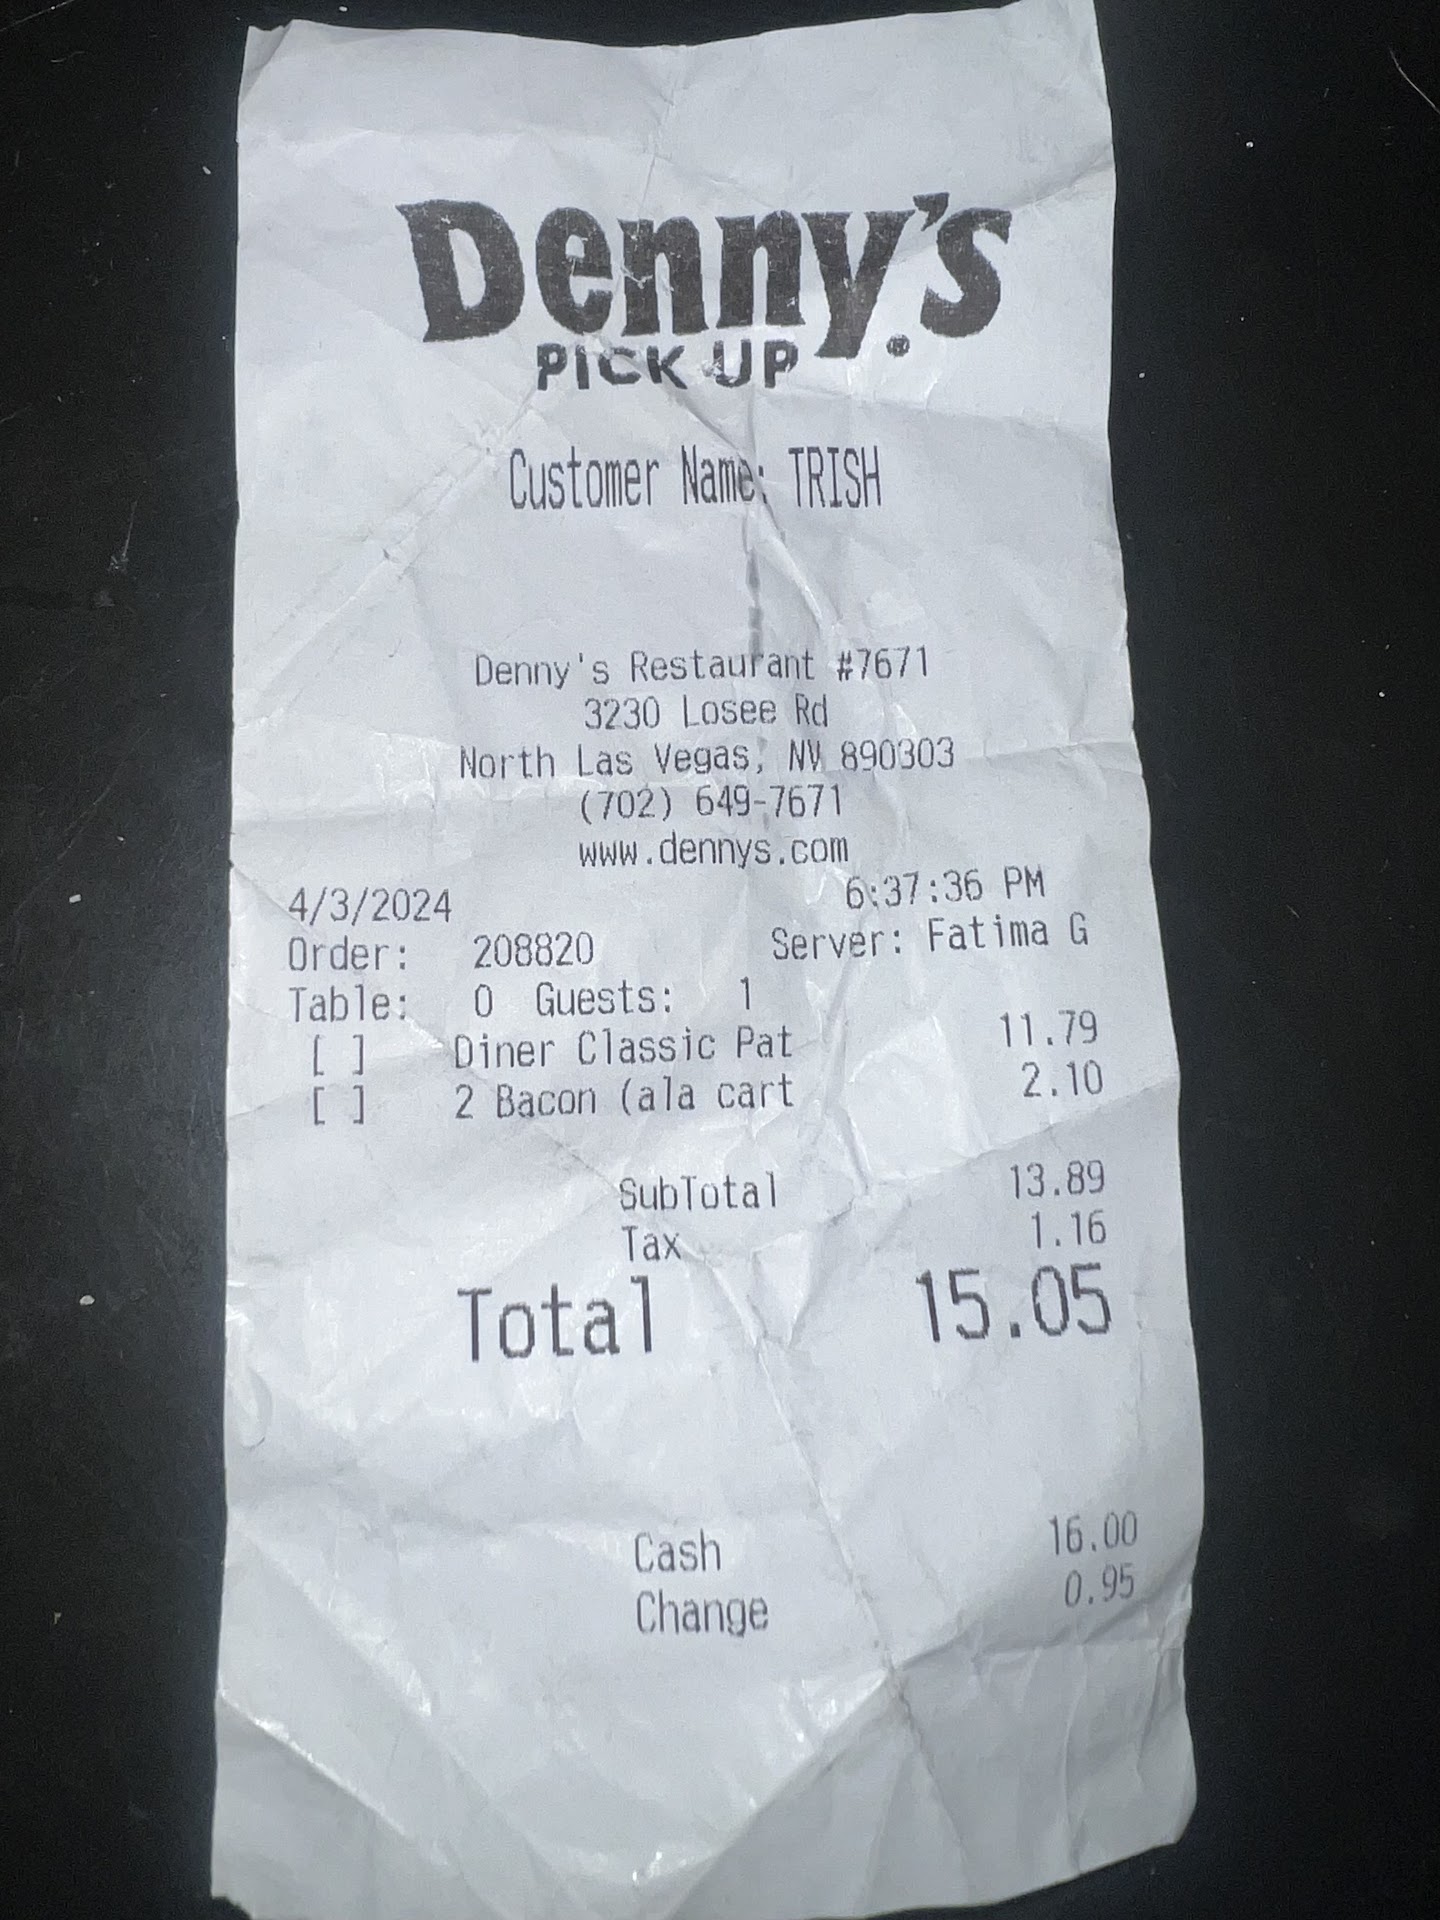 Denny's
PICK UP
Customer Name: TRISH
Denny's Restaurant #7671
3230 Losee Rd
North Las Vegas, NV 890303
(702) 649-7671
www.dennys.com
4/3/2024 6:37:36 PM
Order: 208820 Server: Fatima G
Table: 0 Guests: 1
[ ] Diner Classic Pat 11.79
[ ] 2 Bacon (ala cart 2.10
SubTotal 13.89
Tax 1.16
Total 15.05
Cash 16.00
Change 0.95